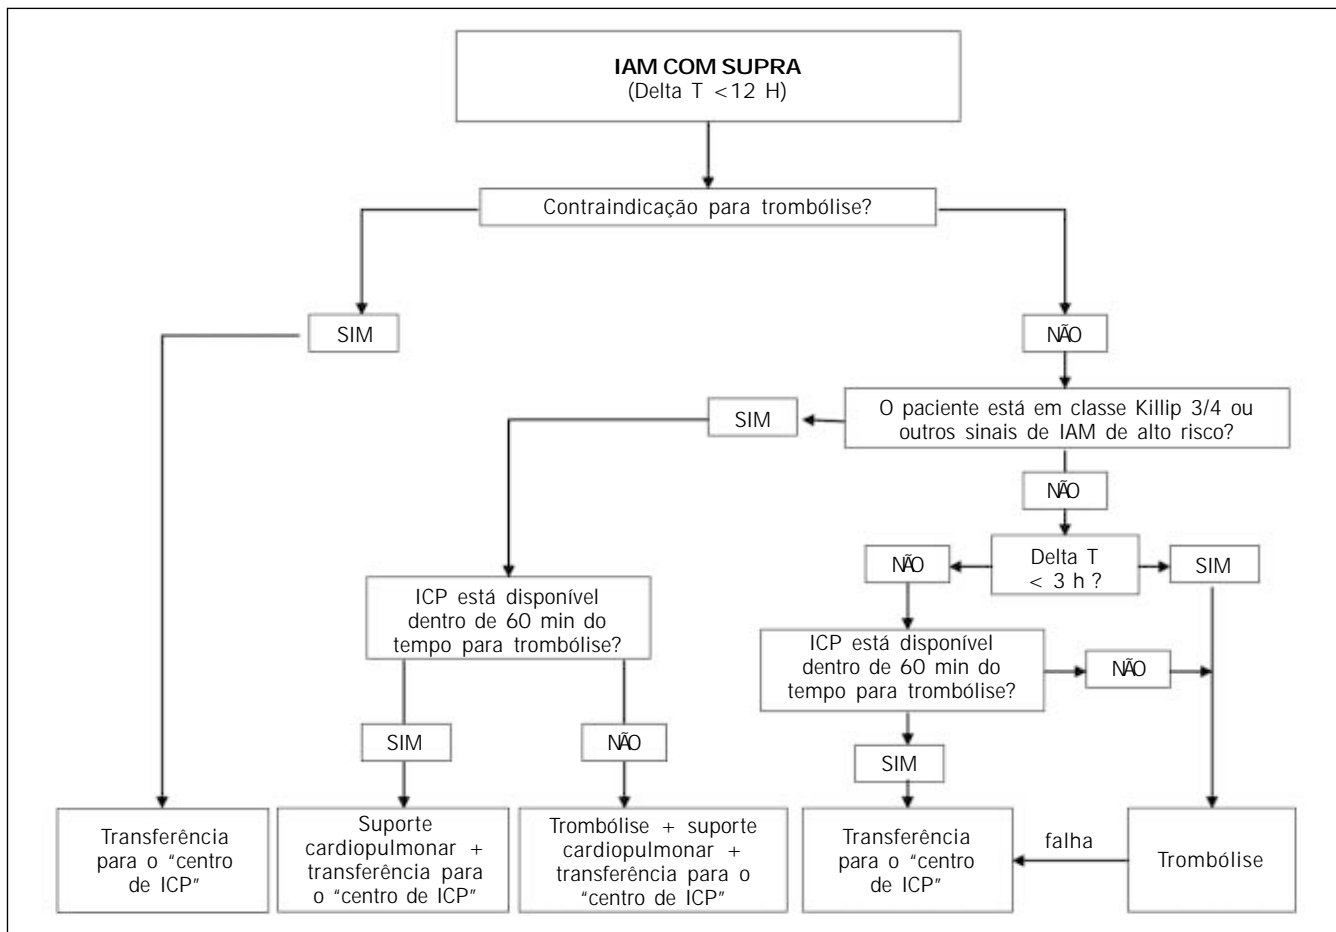 IAM COM SUPRA
(Delta T <12 H)
Contraindicação para trombólise?
SIM
NÃO
O paciente está em classe Killip 3/4 ou
outros sinais de IAM de alto risco?
SIM
NÃO
Delta T
< 3 h ?
NÃO
SIM
ICP está disponível
dentro de 60 min do
tempo para trombólise?
ICP está disponível
dentro de 60 min do
tempo para trombólise?
NÃO
SIM
NÃO
SIM
Transferência
para o “centro
de ICP”
Suporte
cardiopulmonar +
transferência para
o “centro de ICP”
Trombólise + suporte
cardiopulmonar +
transferência para o
“centro de ICP”
Transferência
para o “centro
de ICP”
falha
Trombólise